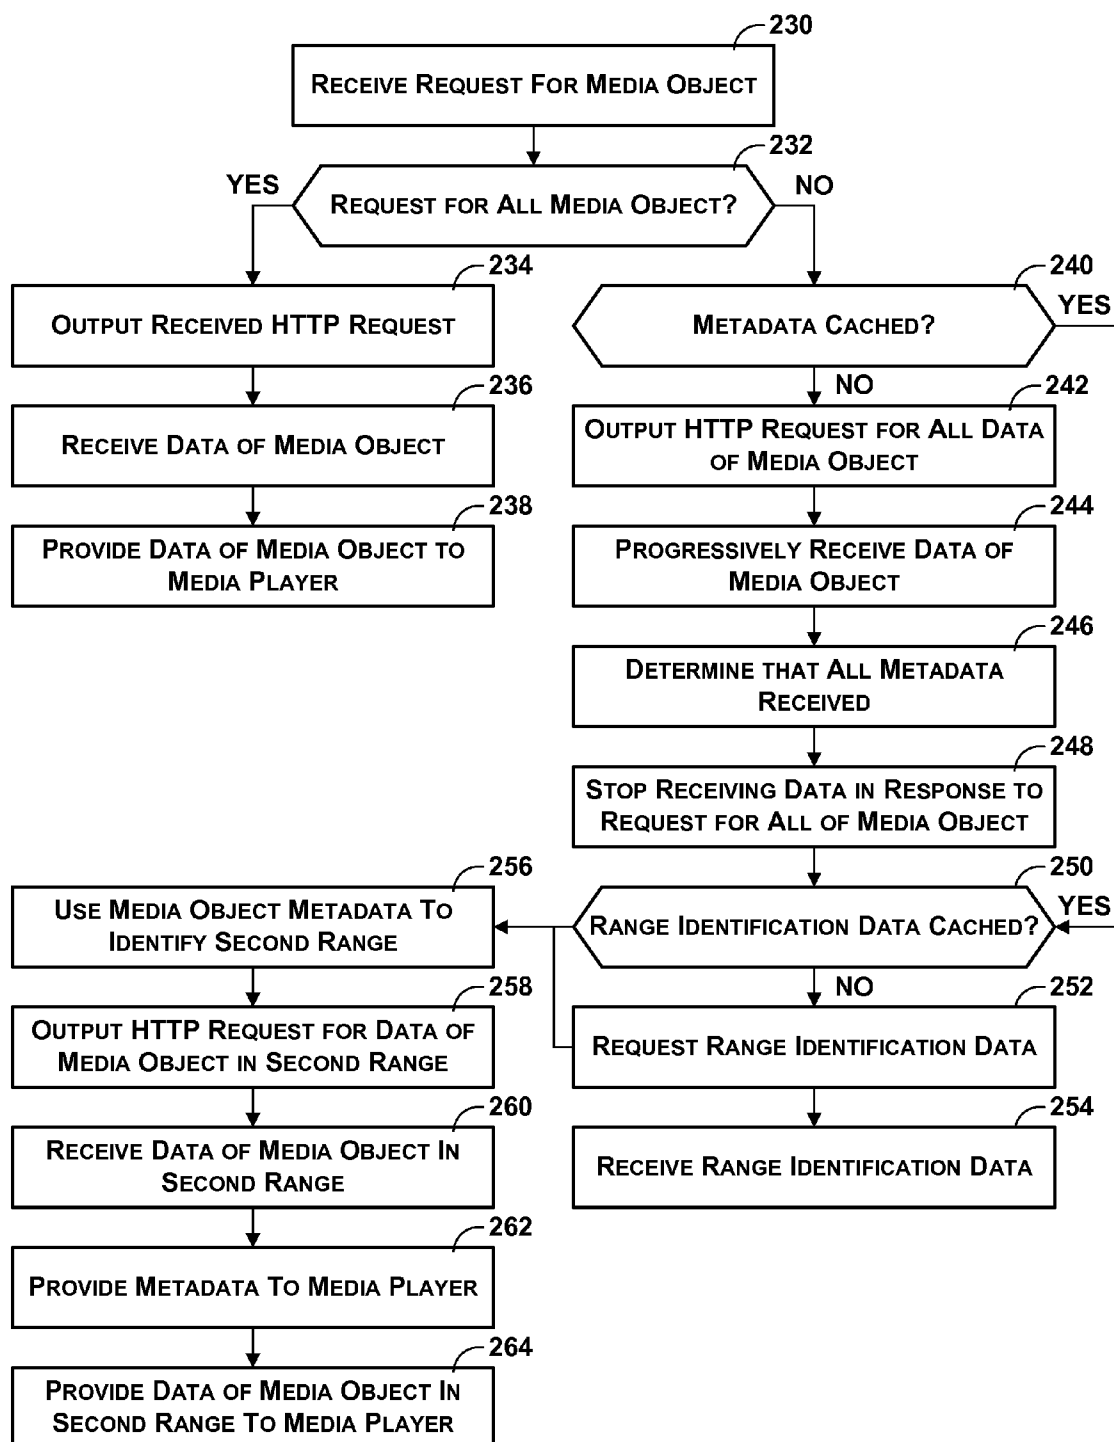 230
RECEIVE REQUEST FOR MEDIA OBJECT
232
YES
REQUEST FOR ALL MEDIA OBJECT?
NO
234
OUTPUT RECEIVED HTTP REQUEST
236
RECEIVE DATA OF MEDIA OBJECT
238
PROVIDE DATA OF MEDIA OBJECT TO
MEDIA PLAYER
240
METADATA CACHED?
YES
NO
242
OUTPUT HTTP REQUEST FOR ALL DATA
OF MEDIA OBJECT
244
PROGRESSIVELY RECEIVE DATA OF
MEDIA OBJECT
246
DETERMINE THAT ALL METADATA
RECEIVED
248
STOP RECEIVING DATA IN RESPONSE TO
REQUEST FOR ALL OF MEDIA OBJECT
250
RANGE IDENTIFICATION DATA CACHED?
YES
NO
252
REQUEST RANGE IDENTIFICATION DATA
254
RECEIVE RANGE IDENTIFICATION DATA
256
USE MEDIA OBJECT METADATA TO
IDENTIFY SECOND RANGE
258
OUTPUT HTTP REQUEST FOR DATA OF
MEDIA OBJECT IN SECOND RANGE
260
RECEIVE DATA OF MEDIA OBJECT IN
SECOND RANGE
262
PROVIDE METADATA TO MEDIA PLAYER
264
PROVIDE DATA OF MEDIA OBJECT IN
SECOND RANGE TO MEDIA PLAYER